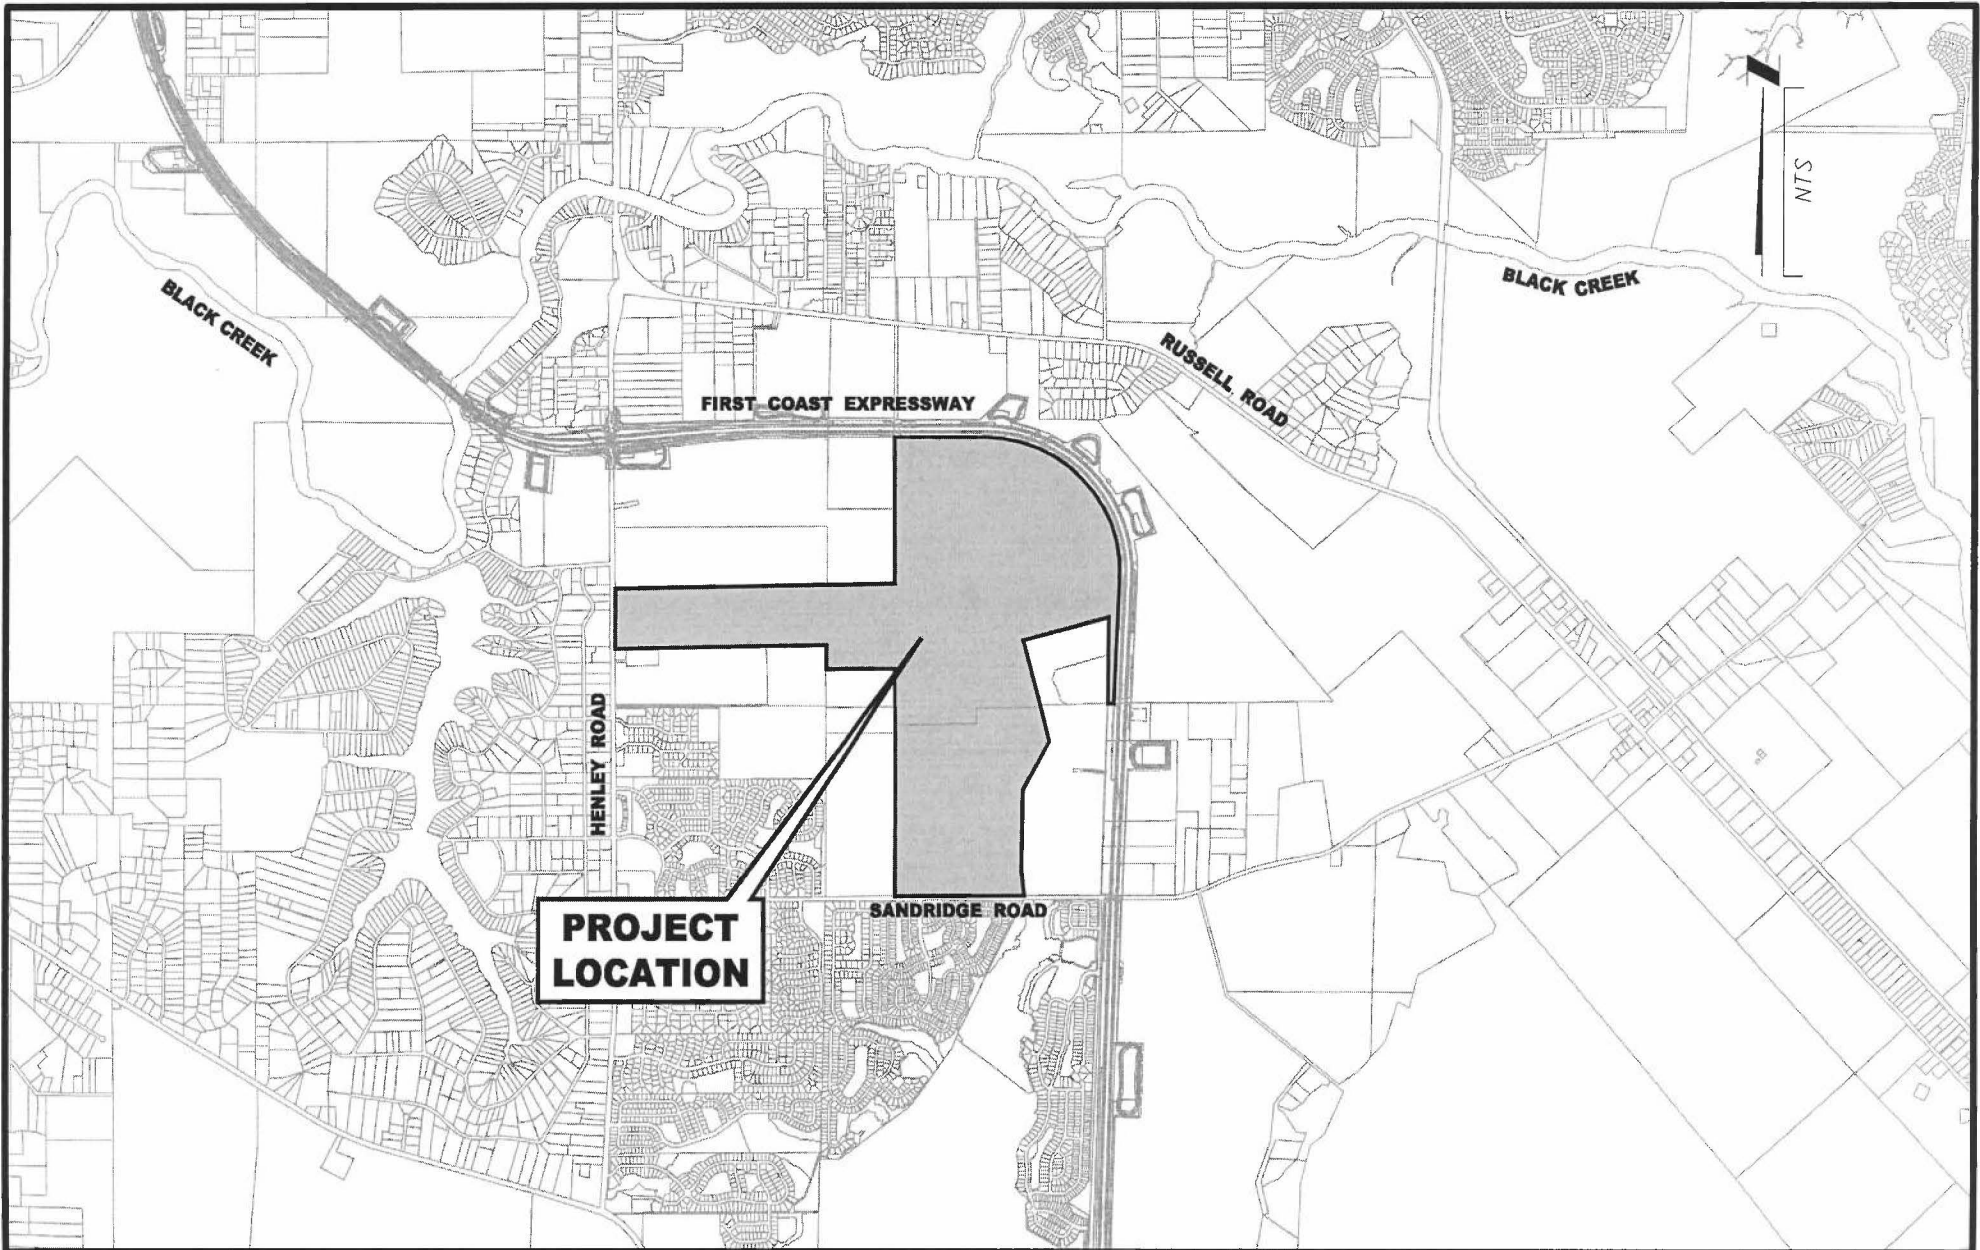 NTS
BLACK CREEK
BLACK CREEK
RUSSELL ROAD
FIRST COAST EXPRESSWAY
HENLEY ROAD
SANDRIDGE ROAD
PROJECT
LOCATION